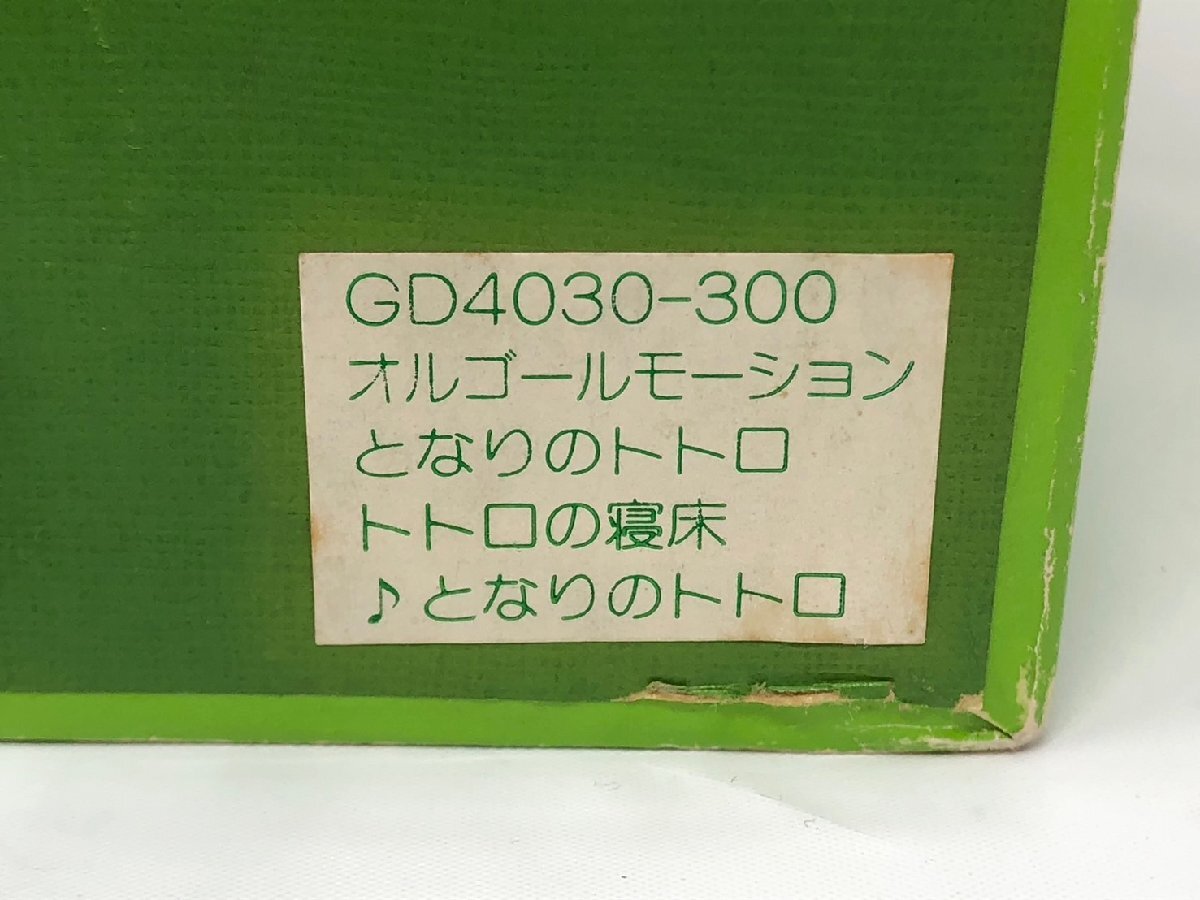 GD4030-300
オルゴールモーション
となりのトトロ
トトロの寝床
♪となりのトトロ